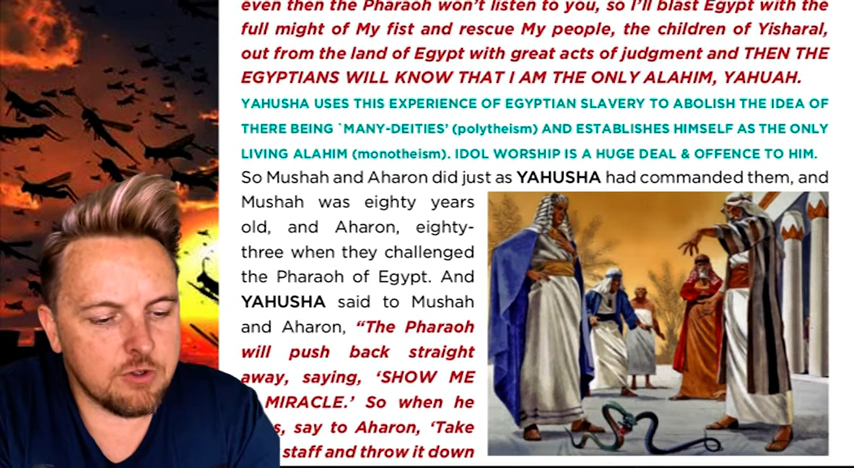 even then the Pharaoh won't listen to you, so I'll blast Egypt with the
full might of My fist and rescue My people, the children of Yisharal,
out from the land of Egypt with great acts of judgment and THEN THE
EGYPTIANS WILL KNOW THAT I AM THE ONLY ALAHIM, YAHUAH.
YAHUSHA USES THIS EXPERIENCE OF EGYPTIAN SLAVERY TO ABOLISH THE IDEA OF
THERE BEING `MANY-DEITIES' (polytheism) AND ESTABLISHES HIMSELF AS THE ONLY
LIVING ALAHIM (monotheism). IDOL WORSHIP IS A HUGE DEAL & OFFENCE TO HIM.
So Mushah and Aharon did just as YAHUSHA had commanded them, and
Mushah was eighty years
old, and Aharon, eighty-
three when they challenged
the Pharaoh of Egypt. And
YAHUSHA said to Mushah
and Aharon, “The Pharaoh
will push back straight
away, saying, ‘SHOW ME
MIRACLE.’ So when he
say to Aharon, ‘Take
staff and throw it down